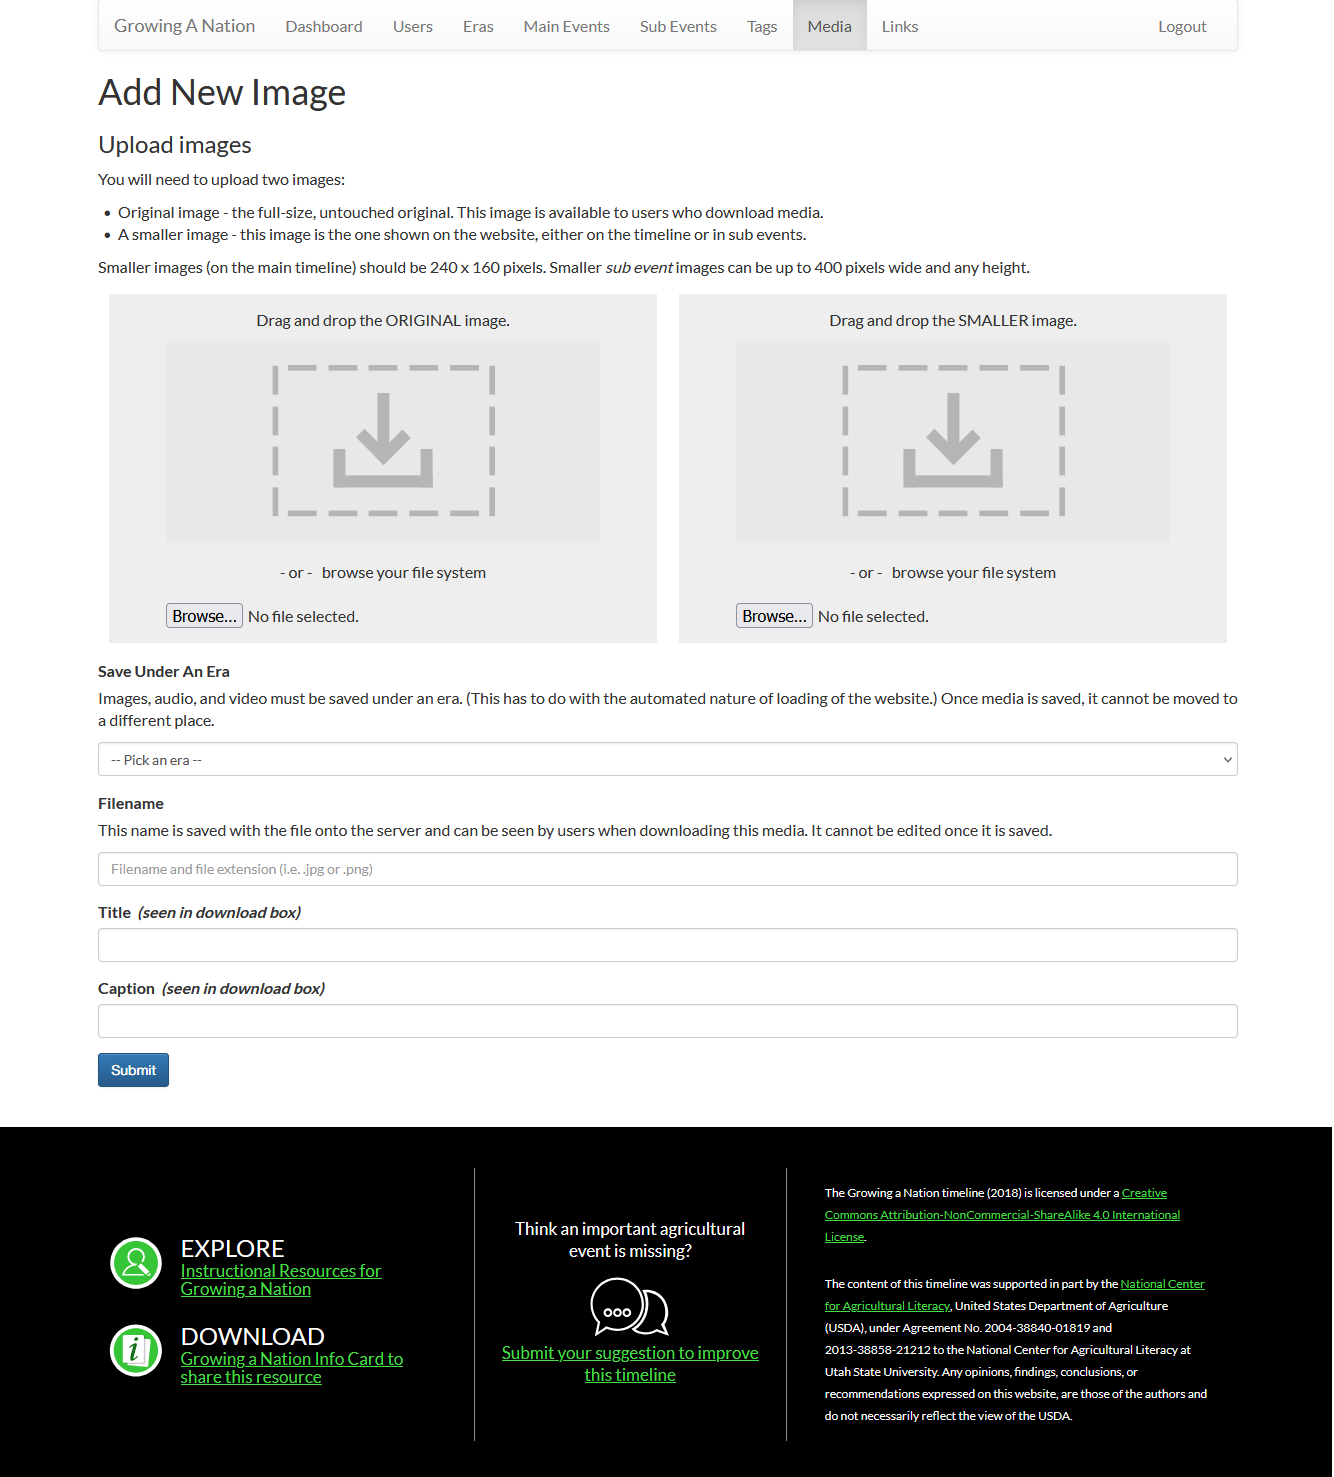 Growing A Nation Dashboard Users Eras Main Events Sub Events Tags Media Links Logout
Add New Image
Upload images
You will need to upload two images:
• Original image - the full-size, untouched original. This image is available to users who download media.
• A smaller image - this image is the one shown on the website, either on the timeline or in sub events.
Smaller images (on the main timeline) should be 240 x 160 pixels. Smaller sub event images can be up to 400 pixels wide and any height.
Drag and drop the ORIGINAL image.
- or - browse your file system
Browse... No file selected.
Drag and drop the SMALLER image.
- or - browse your file system
Browse... No file selected.
Save Under An Era
Images, audio, and video must be saved under an era. (This has to do with the automated nature of loading of the website.) Once media is saved, it cannot be moved to
a different place.
-- Pick an era --
Filename
This name is saved with the file onto the server and can be seen by users when downloading this media. It cannot be edited once it is saved.
Filename and file extension (i.e. .jpg or .png)
Title (seen in download box)
Caption (seen in download box)
Submit
EXPLORE
Instructional Resources for
Growing a Nation
DOWNLOAD
Growing a Nation Info Card to
share this resource
Think an important agricultural
event is missing?
Submit your suggestion to improve
this timeline
The Growing a Nation timeline (2018) is licensed under a Creative
Commons Attribution-NonCommercial-ShareAlike 4.0 International
License.
The content of this timeline was supported in part by the National Center
for Agricultural Literacy, United States Department of Agriculture
(USDA), under Agreement No. 2004-38840-01819 and
2013-38858-21212 to the National Center for Agricultural Literacy at
Utah State University. Any opinions, findings, conclusions, or
recommendations expressed on this website, are those of the authors and
do not necessarily reflect the view of the USDA.